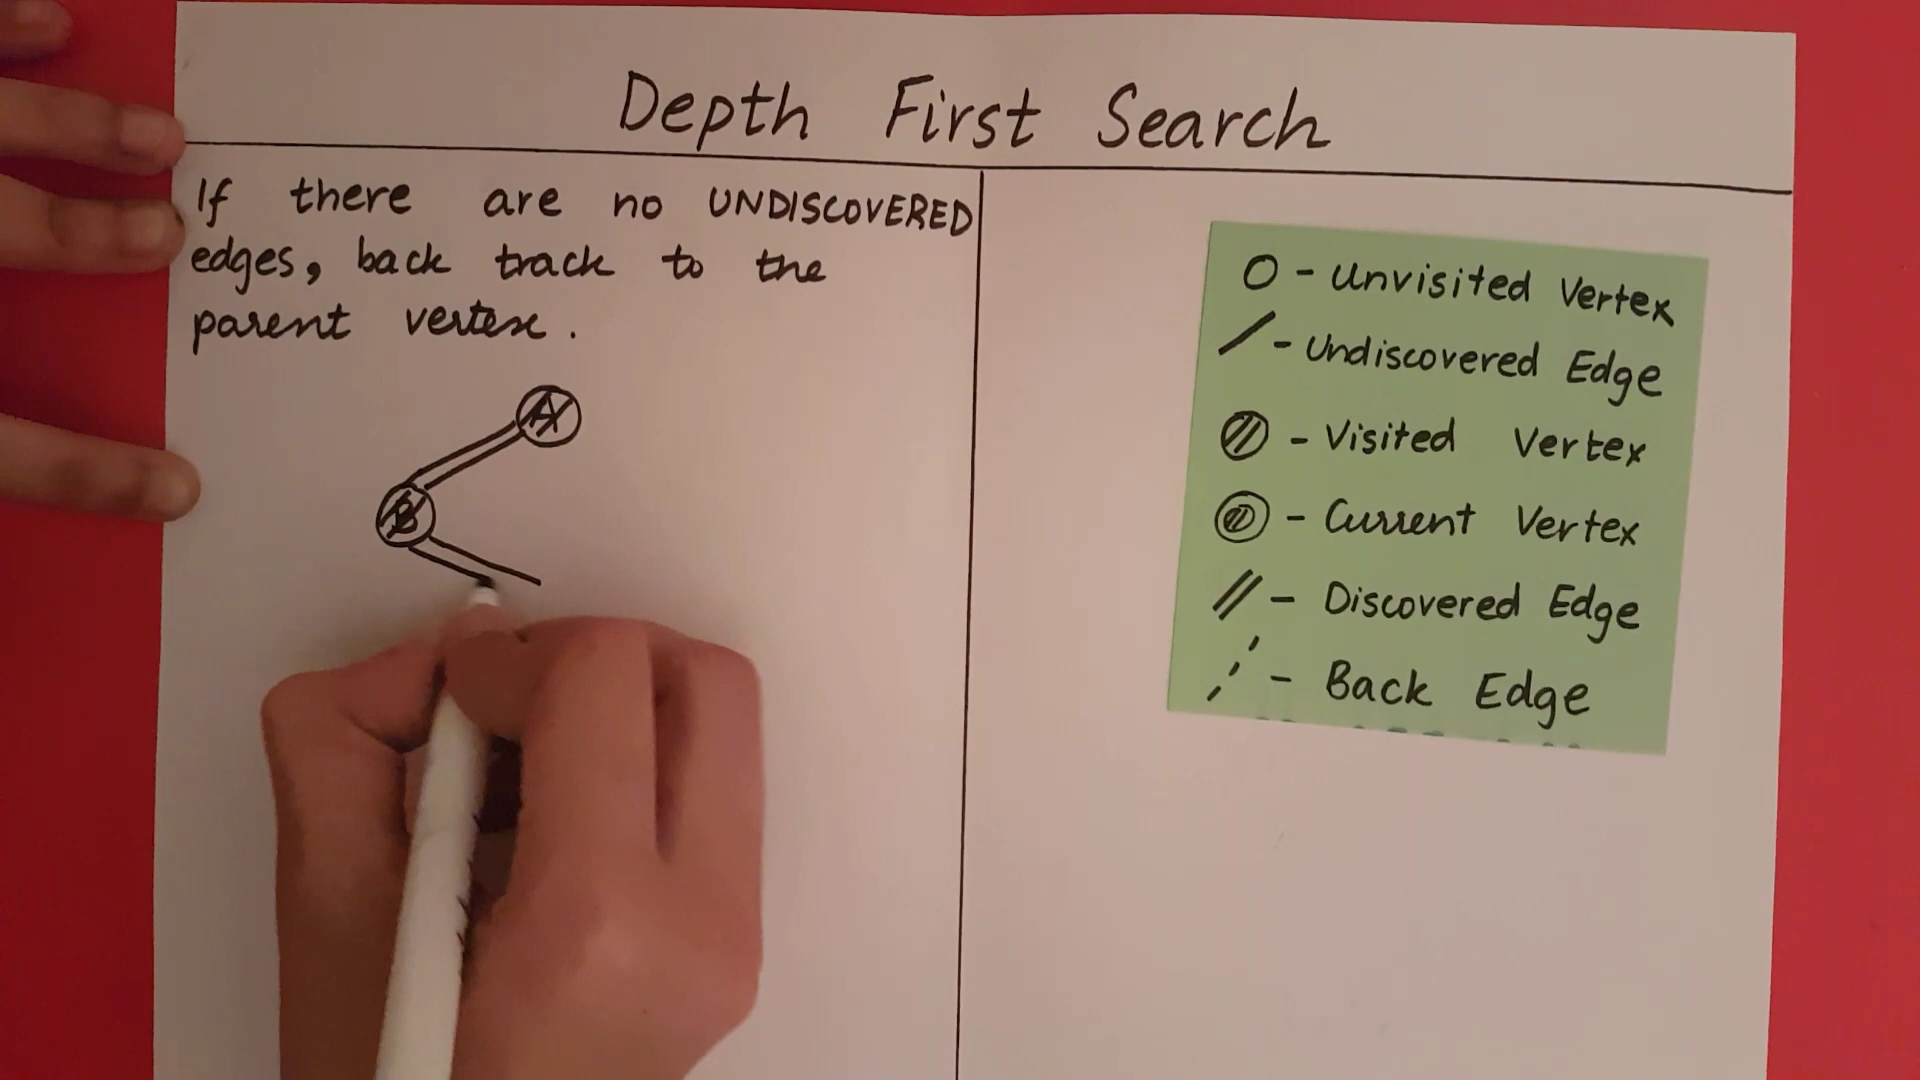 Depth First Search
If there are no UNDISCOVERED
edges, back track to the
parent vertex.
A
B
O - Unvisited Vertex
/ - Undiscovered Edge
- Visited Vertex
- Current Vertex
// - Discovered Edge
- Back Edge